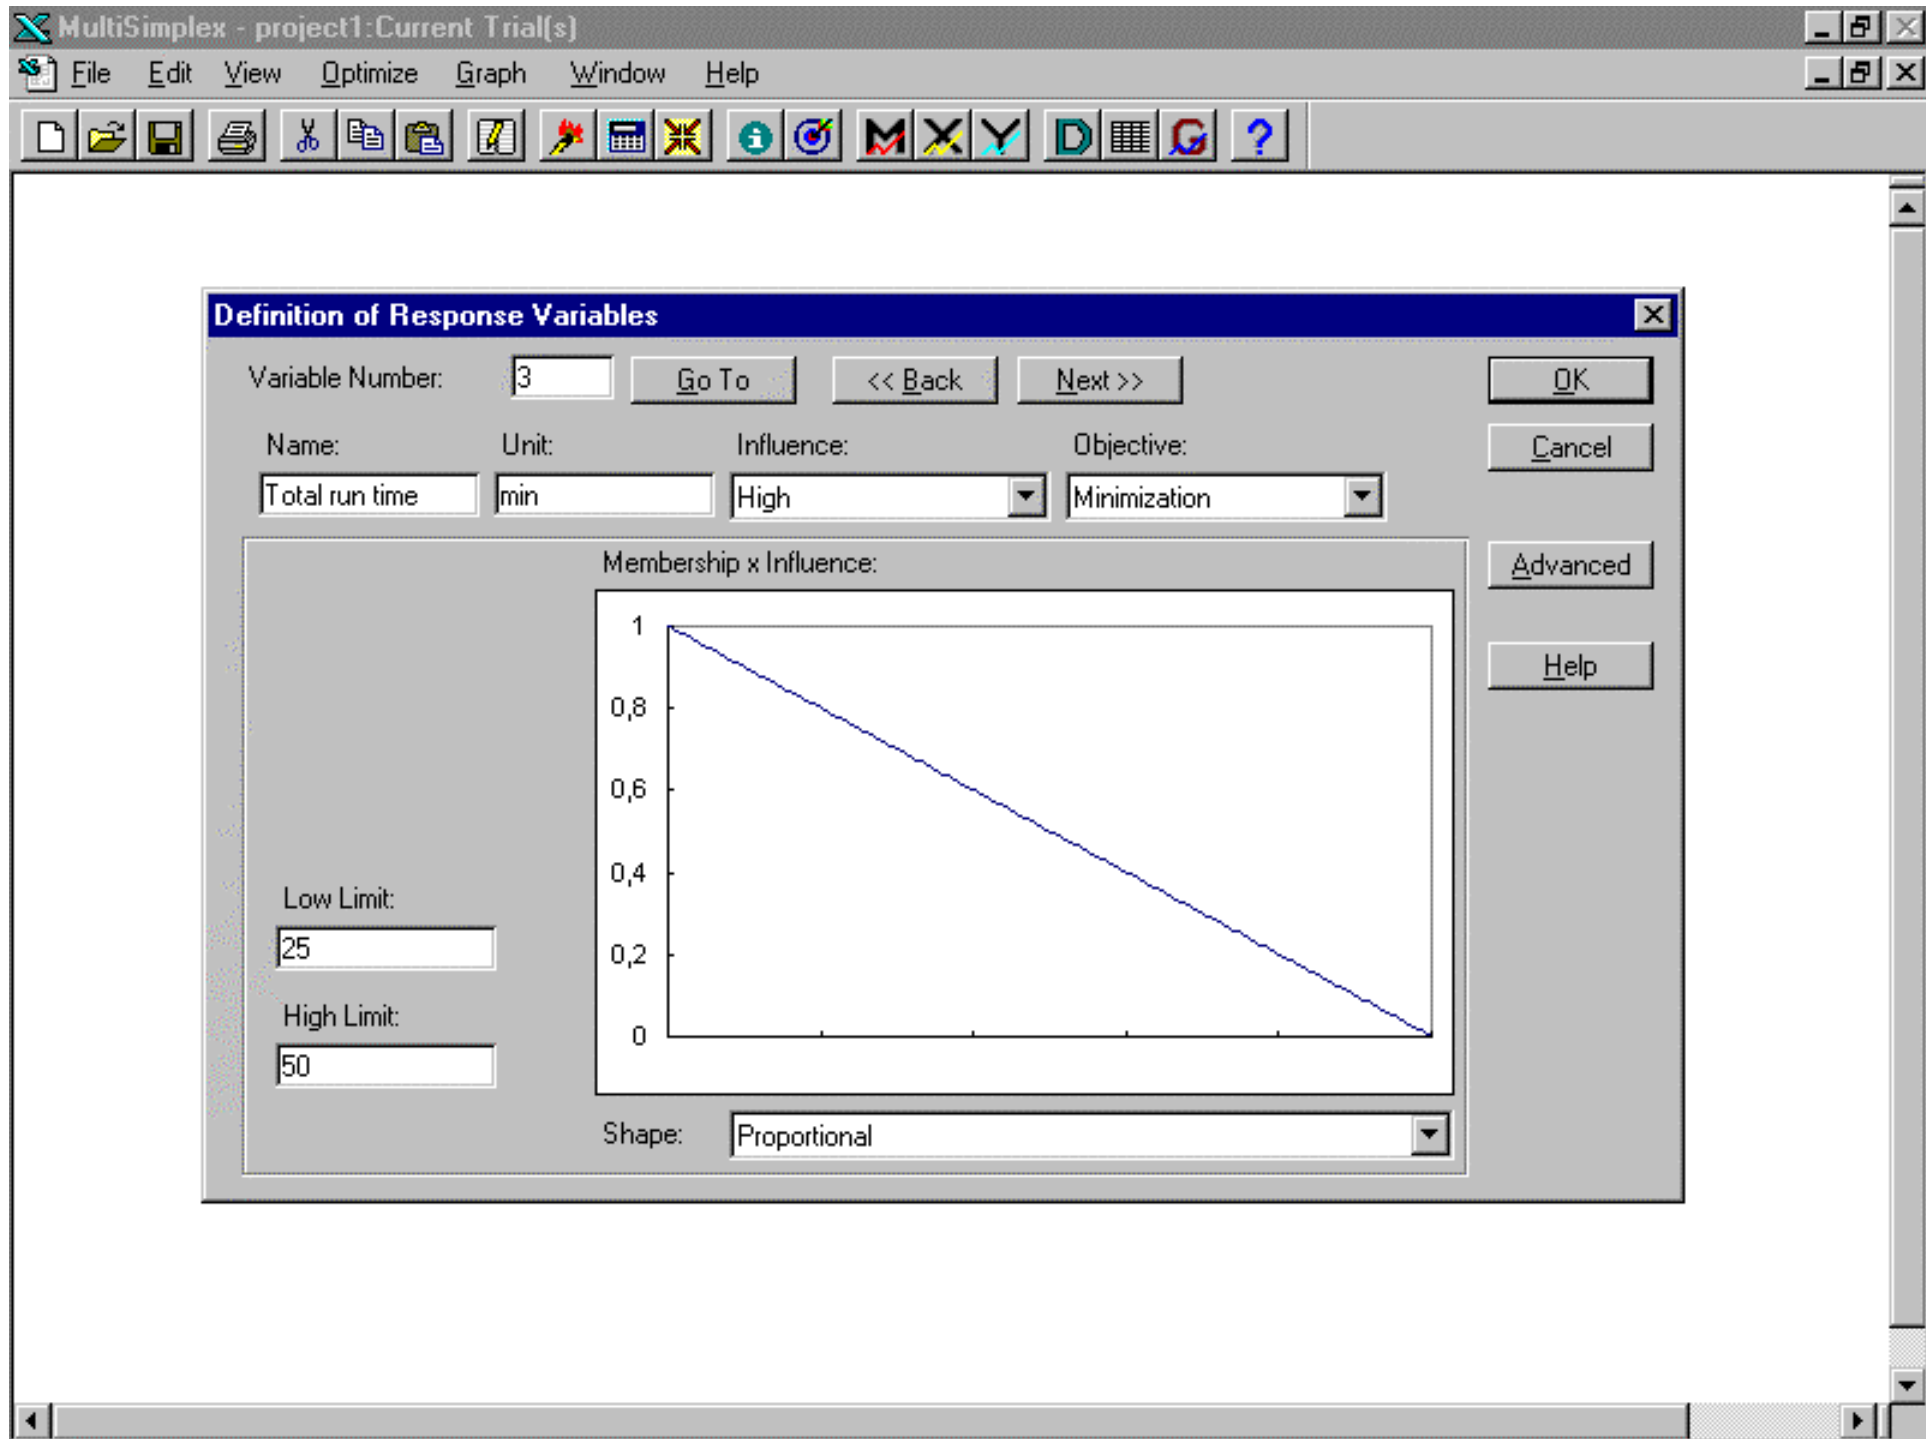 MultiSimplex - project1:Current Trial(s)
File Edit View Optimize Graph Window Help
i M X Y D G ?
Definition of Response Variables
Variable Number: 3 Go To << Back Next >> OK
Name: Unit: Influence: Objective: Cancel
Total run time min High Minimization
Membership x Influence: Advanced
1
Help
0,8
0,6
0,4
Low Limit:
25
0,2
High Limit:
0
50
Shape: Proportional